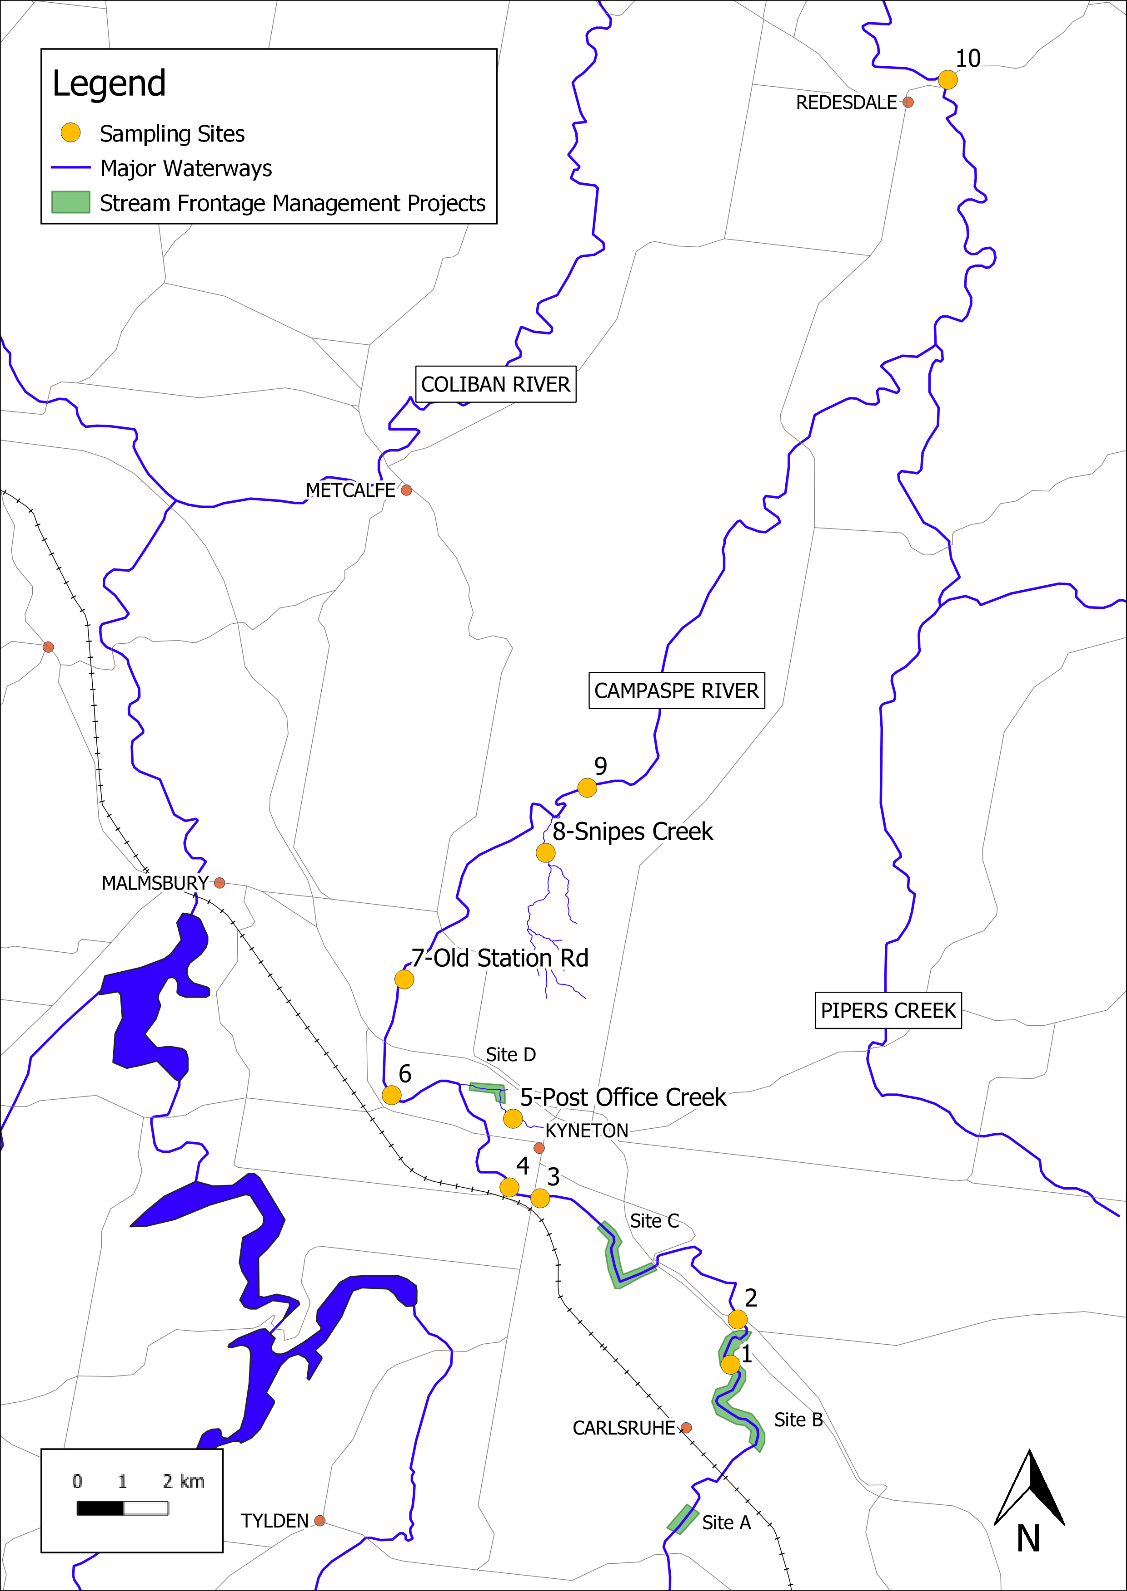 10
REDESDALE
Legend
Sampling Sites
Major Waterways
Stream Frontage Management Projects
COLIBAN RIVER
METCALFE
CAMPASPE RIVER
9
8-Snipes Creek
MALMSBURY
7-Old Station Rd
PIPERS CREEK
Site D
6
5-Post Office Creek
KYNETON
4
3
Site C
2
1
Site B
CARLSRUHE
0 1 2 km
TYLDEN
Site A
N